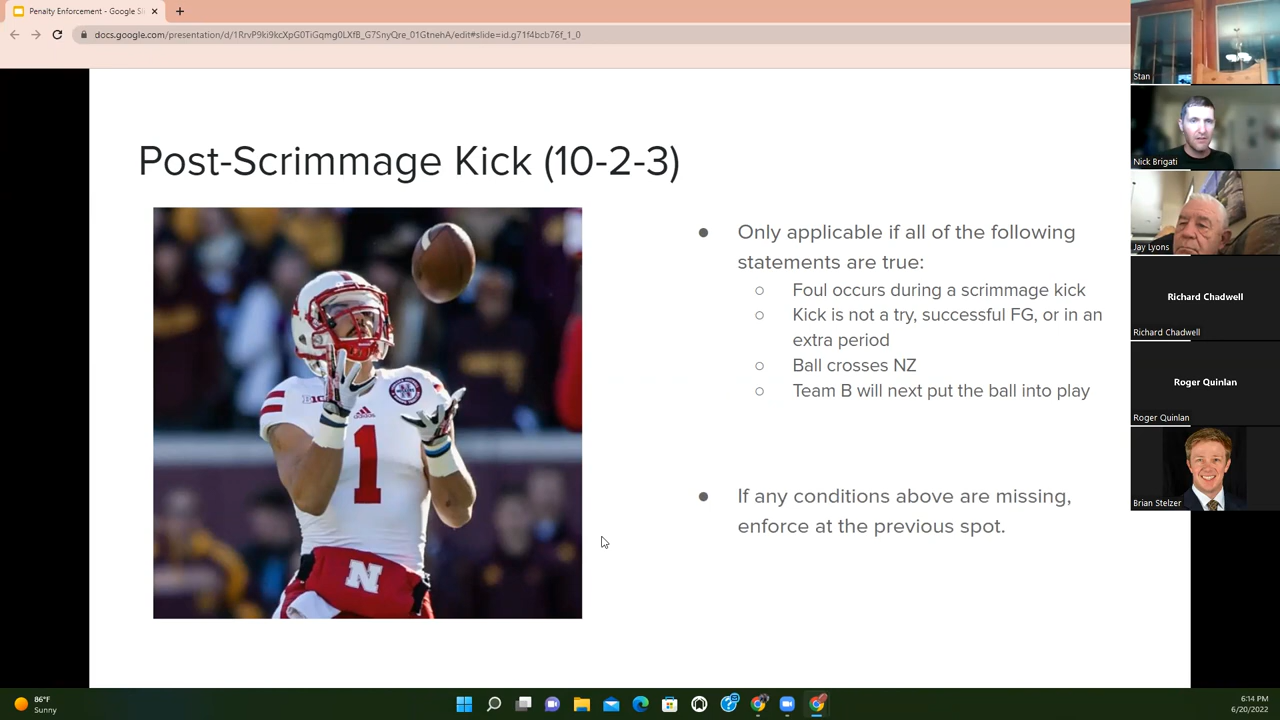 Penalty Enforcement - Google Sli
docs.google.com/presentation/d/1RrvP9ki9kcXpG0TiGqmg0LXfB_G7SnyQre_01GtnehA/edit#slide=id.g71f4bcb76f_1_0
Post-Scrimmage Kick (10-2-3)
Only applicable if all of the following
statements are true:
Foul occurs during a scrimmage kick
Kick is not a try, successful FG, or in an
extra period
Ball crosses NZ
Team B will next put the ball into play
If any conditions above are missing,
enforce at the previous spot.
adidas
1
N
Stan
Nick Brigati
Jay Lyons
Richard Chadwell
Richard Chadwell
Roger Quinlan
Roger Quinlan
Brian Stelzer
86°F
Sunny
6:14 PM
6/20/2022